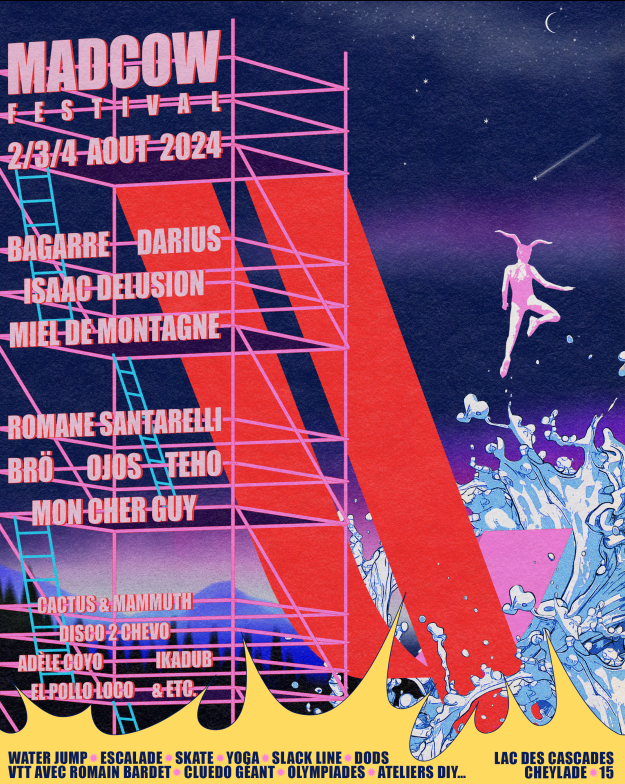 MADCOW
FESTIVAL
2/3/4 AOUT 2024
BAGARRE DARIUS
ISAAC DELUSION
MIEL DE MONTAGNE
ROMANE SANTARELLI
BRÖ OJOS TEHO
MON CHER GUY
CACTUS & MAMMUTH
DISCO 2 CHEVO
ADÈLE COYO IKADUB
EL POLLO LOCO & ETC.
WATER JUMP • ESCALADE • SKATE • YOGA • SLACK LINE • DODS
VTT AVEC ROMAIN BARDET • CLUEDO GÉANT • OLYMPIADES • ATELIERS DIY...
LAC DES CASCADES
CHEYLADE • 15